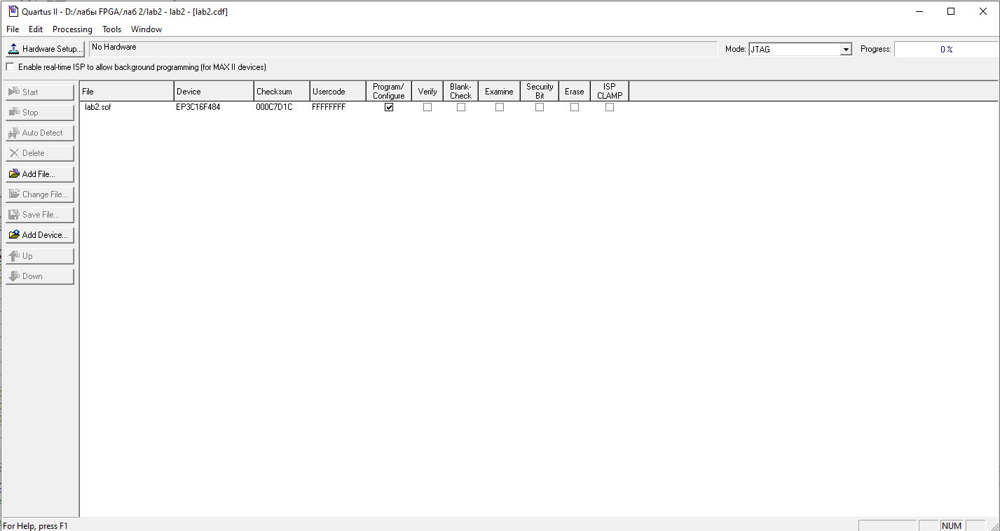 Quartus II - D:/лабы FPGA/лаб 2/lab2 - lab2 - [lab2.cdf]
File Edit Processing Tools Window
Hardware Setup... No Hardware Mode: JTAG Progress: 0 %
Enable real-time ISP to allow background programming (for MAX II devices)
Start
Stop
Auto Detect
Delete
Add File...
Change File...
Save File...
Add Device...
Up
Down
File Device Checksum Usercode Program/ Configure Verify Blank- Check Examine Security Bit Erase ISP CLAMP
lab2.sof EP3C16F484 000C7D1C FFFFFFFF
For Help, press F1 NUM